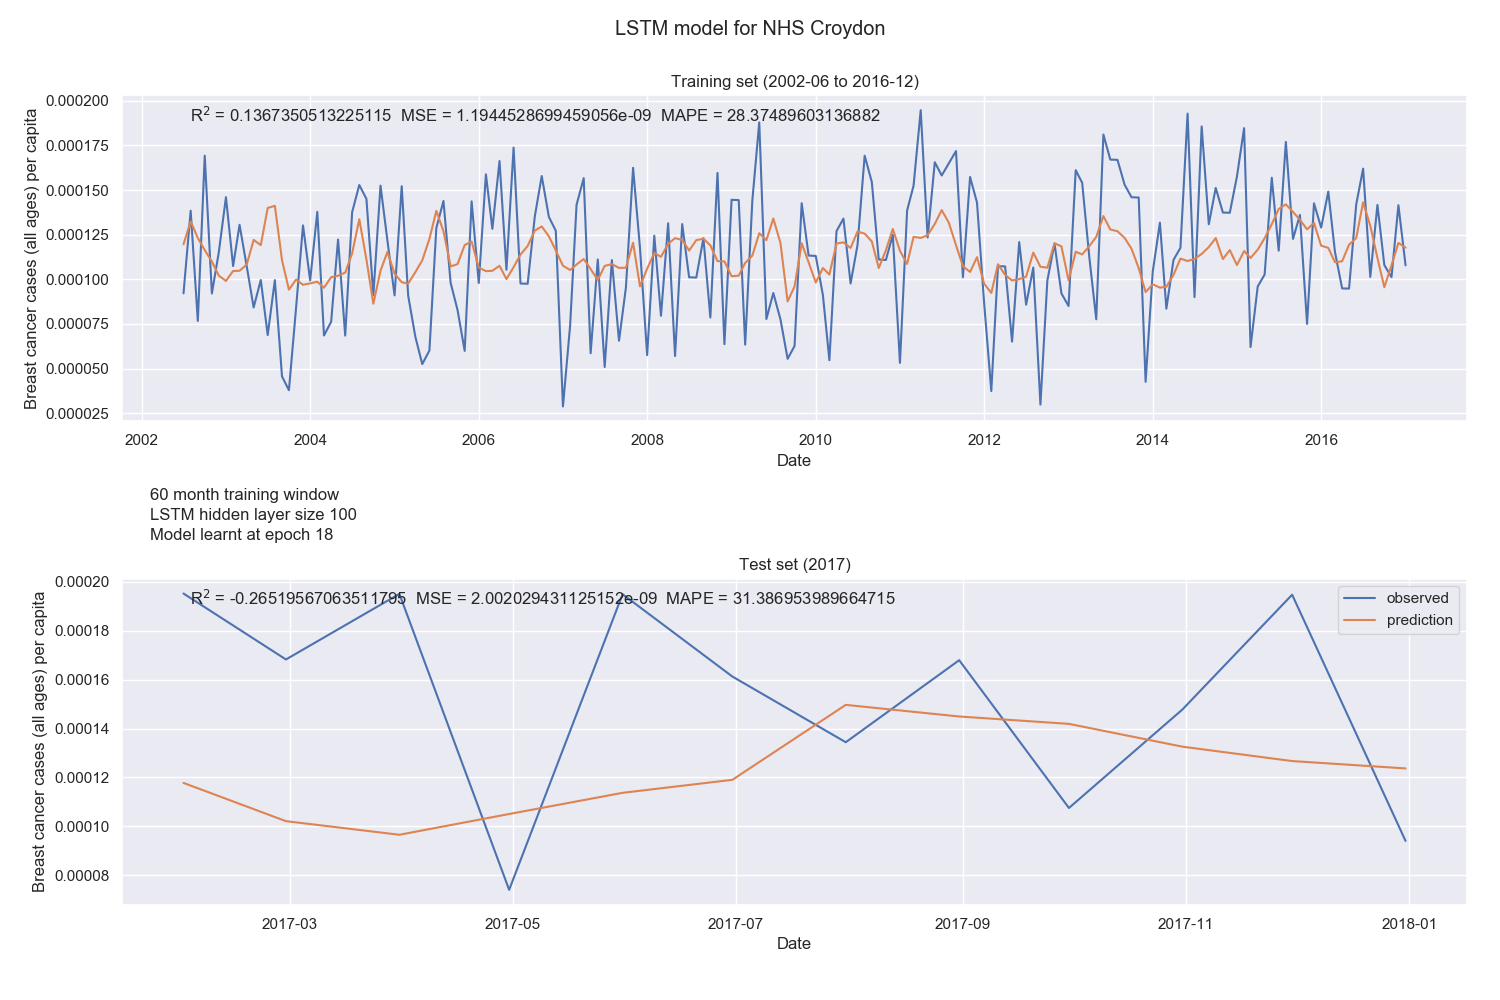 LSTM model for NHS Croydon
Training set (2002-06 to 2016-12)
R² = 0.1367350513225115 MSE = 1.1944528699459056e-09 MAPE = 28.37489603136882
Breast cancer cases (all ages) per capita
0.000200
0.000175
0.000150
0.000125
0.000100
0.000075
0.000050
0.000025
2002 2004 2006 2008 2010 2012 2014 2016
Date
60 month training window
LSTM hidden layer size 100
Model learnt at epoch 18
Test set (2017)
R² = -0.265195670635117​95 MSE = 2.002029431125152e-09 MAPE = 31.386953989664715
observed
prediction
Breast cancer cases (all ages) per capita
0.00020
0.00018
0.00016
0.00014
0.00012
0.00010
0.00008
2017-03 2017-05 2017-07 2017-09 2017-11 2018-01
Date